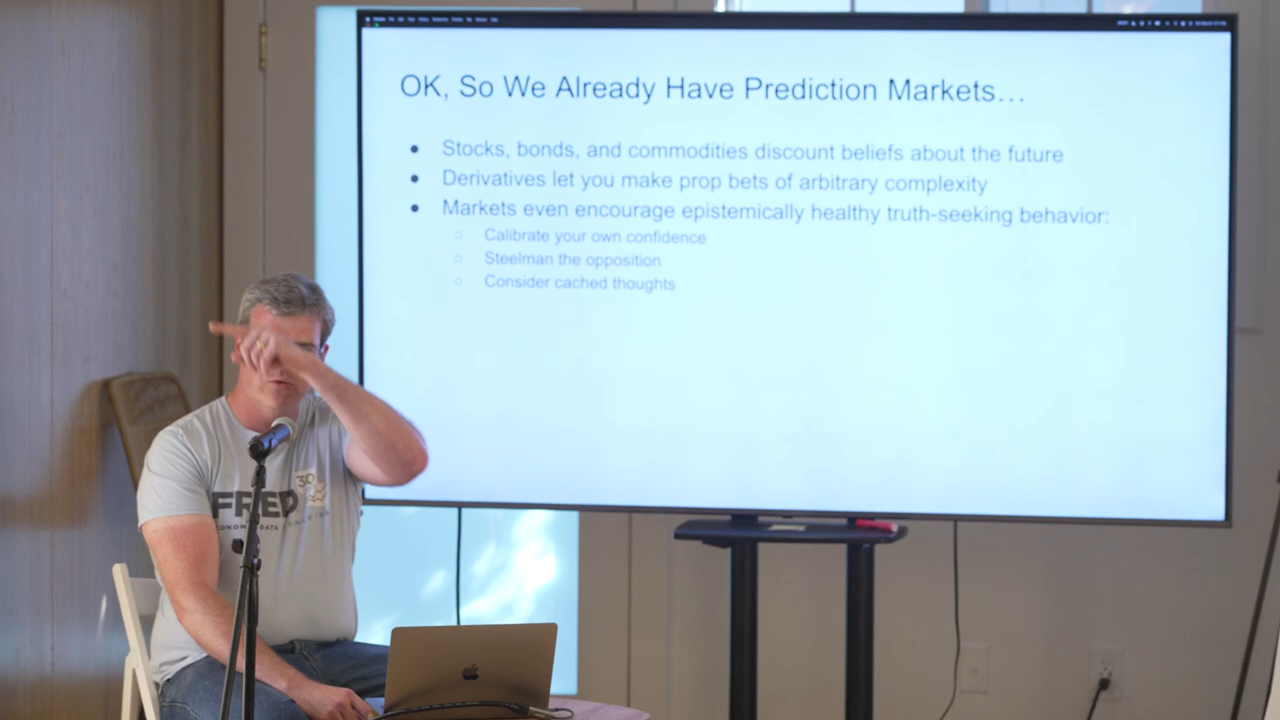 OK, So We Already Have Prediction Markets…
Stocks, bonds, and commodities discount beliefs about the future
Derivatives let you make prop bets of arbitrary complexity
Markets even encourage epistemically healthy truth-seeking behavior:
Calibrate your own confidence
Steelman the opposition
Consider cached thoughts
FRED
30